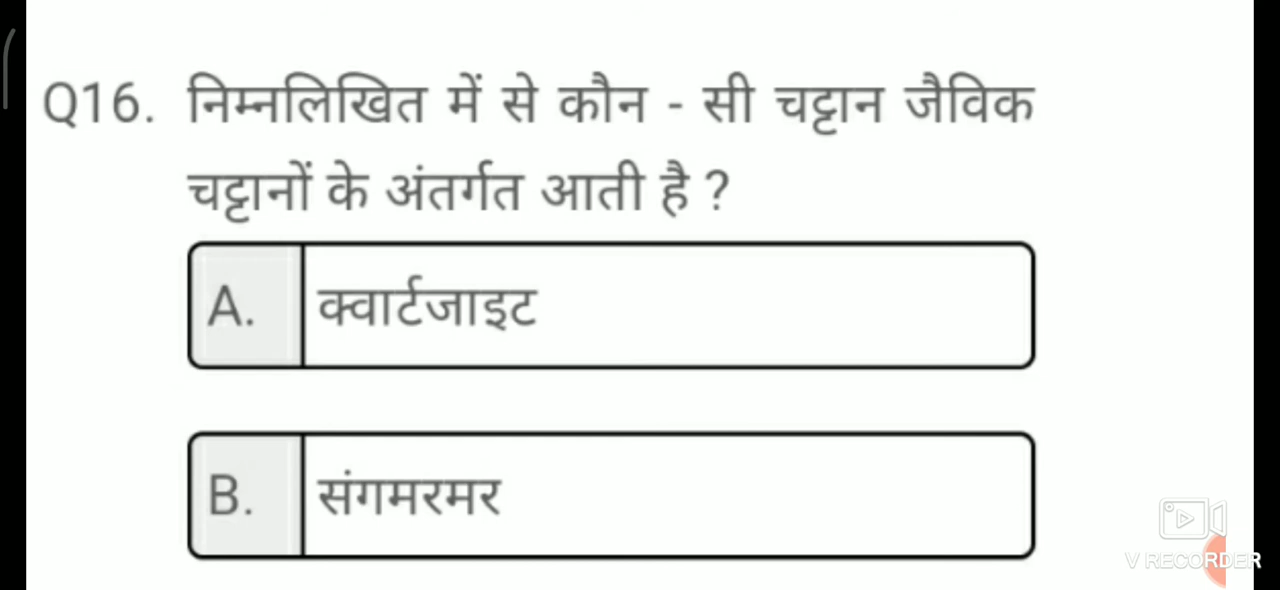 Q16. निम्नलिखित में से कौन - सी चट्टान जैविक
चट्टानों के अंतर्गत आती है ?
A. क्वार्टजाइट
B. संगमरमर
V RECORDER